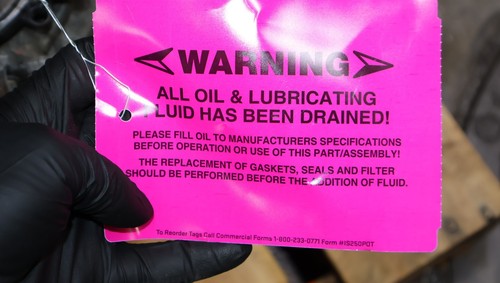 WARNING
ALL OIL & LUBRICATING
FLUID HAS BEEN DRAINED!
PLEASE FILL OIL TO MANUFACTURERS SPECIFICATIONS
BEFORE OPERATION OR USE OF THIS PART/ASSEMBLY!
THE REPLACEMENT OF GASKETS, SEALS AND FILTER
SHOULD BE PERFORMED BEFORE THE ADDITION OF FLUID.
To Reorder Tags Call Commercial Forms 1-800-233-0771 Form #IS250PDT